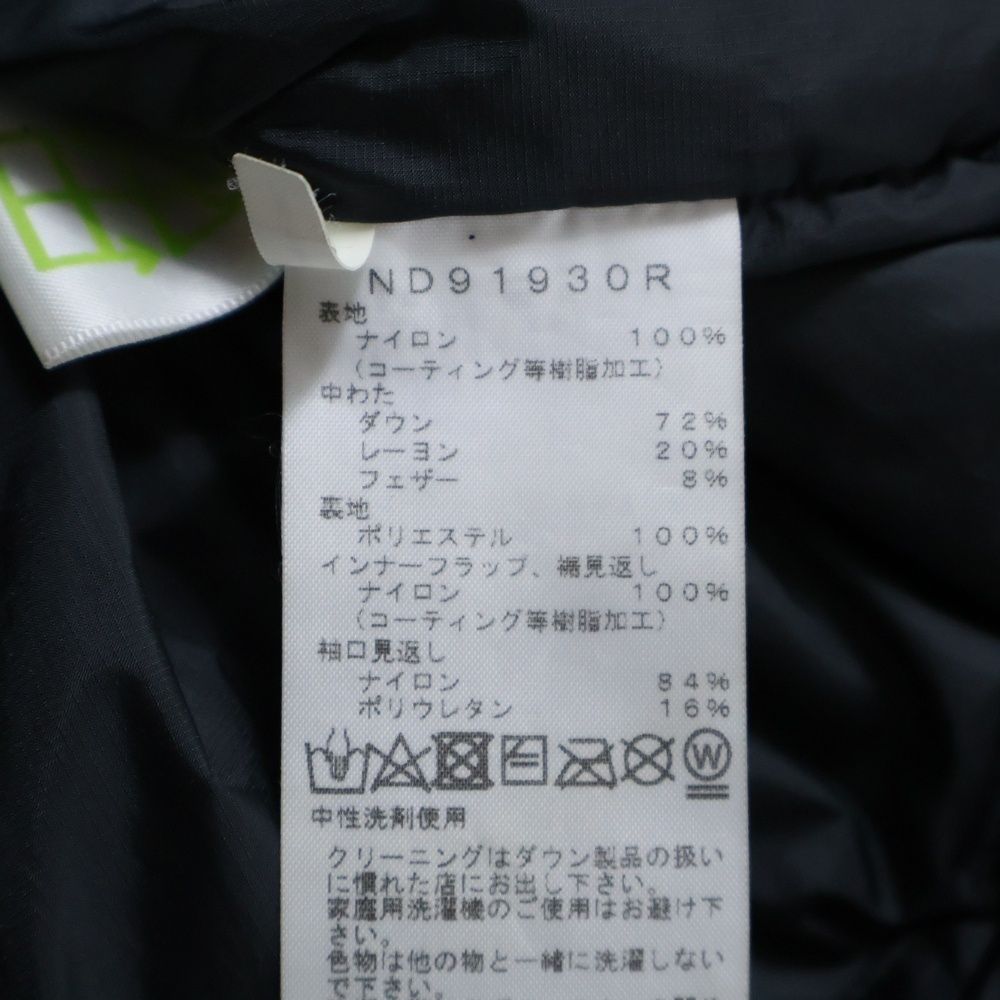 ND91930R
表地
ナイロン 100%
(コーティング等樹脂加工)
中わた
ダウン 72%
レーヨン 20%
フェザー 8%
裏地
ポリエステル 100%
インナーフラップ、裾見返し
ナイロン 100%
(コーティング等樹脂加工)
袖口見返し
ナイロン 84%
ポリウレタン 16%
W
中性洗剤使用
クリーニングはダウン製品の扱い
に慣れた店にお出し下さい。
家庭用洗濯機のご使用はお避け下
さい。
色物は他の物と一緒に洗濯しない
で下さい。